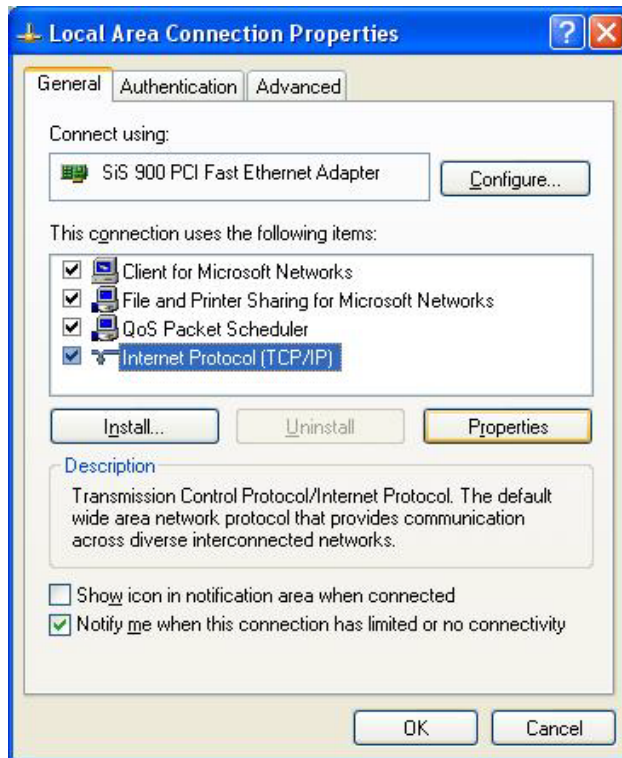 Local Area Connection Properties
General Authentication Advanced
Connect using:
SiS 900 PCI Fast Ethernet Adapter
Configure...
This connection uses the following items:
Client for Microsoft Networks
File and Printer Sharing for Microsoft Networks
QoS Packet Scheduler
Internet Protocol (TCP/IP)
Install... Uninstall Properties
Description
Transmission Control Protocol/Internet Protocol. The default
wide area network protocol that provides communication
across diverse interconnected networks.
Show icon in notification area when connected
Notify me when this connection has limited or no connectivity
OK Cancel